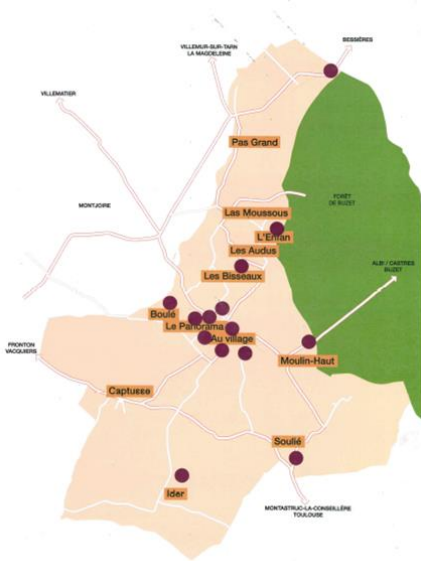 BESSIÈRES
VILLEMUR-SUR-TARN
LA MAGDELEINE
VILLEMATIER
Pas Grand
FORÊT
DE BUZET
MONTJOIRE
Las Moussous
L'Enfan
Les Audus
ALBI / CASTRES
BUZET
Les Bisseaux
Boulé
Le Panorama
Au village
FRONTON
VACQUIERS
Moulin-Haut
Captusse
Soulié
Ider
MONTASTRUC-LA-CONSEILLÈRE
TOULOUSE